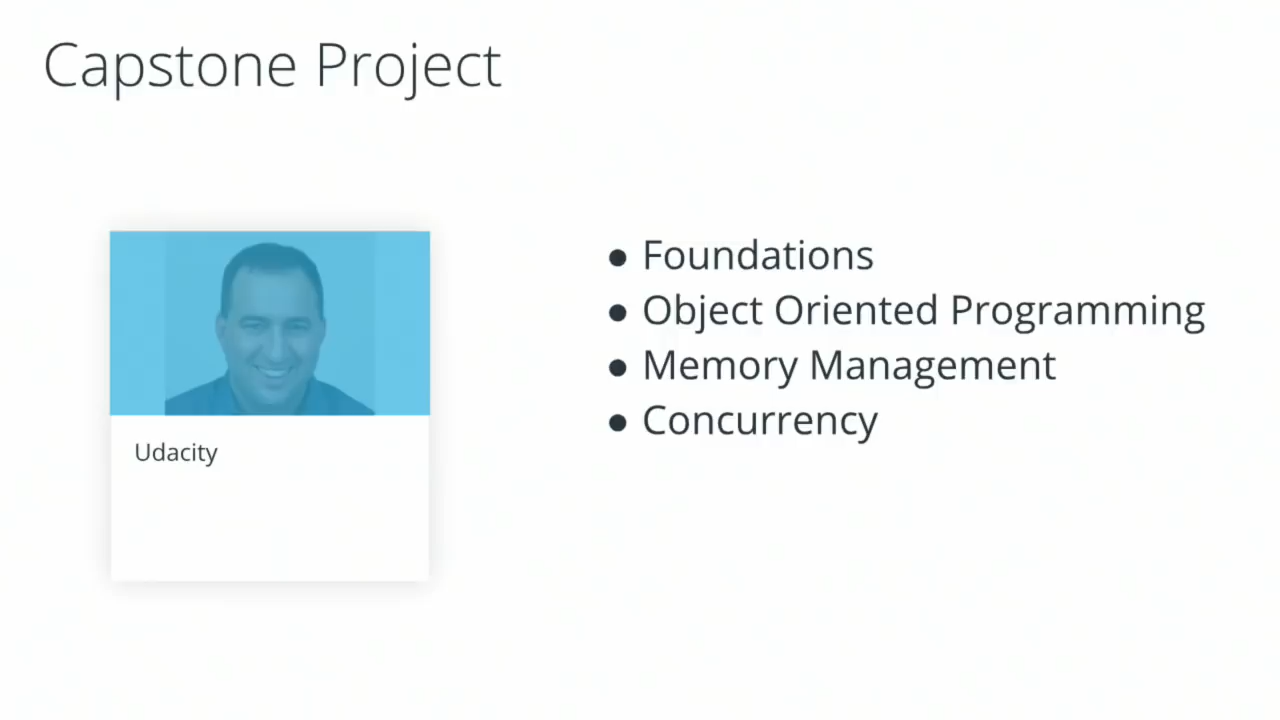 Capstone Project
Udacity
● Foundations
● Object Oriented Programming
● Memory Management
● Concurrency